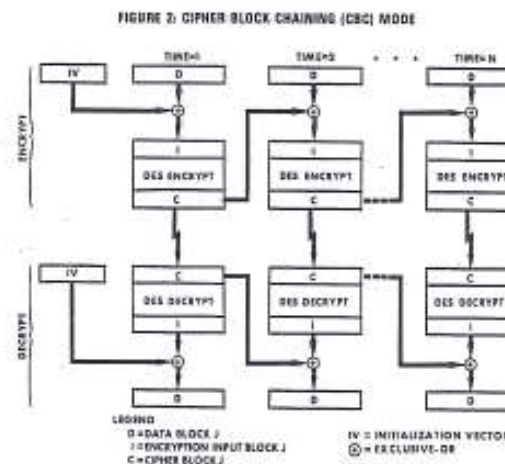 FIGURE 2: CIPHER BLOCK CHAINING (CBC) MODE
TIME=1 TIME=2 • • • TIME=N
IV D D D
I I I
ENCRYPT
DES ENCRYPT DES ENCRYPT DES ENCRYPT
C C C
IV C C C
DECRYPT
DES DECRYPT DES DECRYPT DES DECRYPT
I I I
D D D
LEGEND
D = DATA BLOCK J IV = INITIALIZATION VECTOR
I = ENCRYPTION INPUT BLOCK J ⊕ = EXCLUSIVE-OR
C = CIPHER BLOCK J